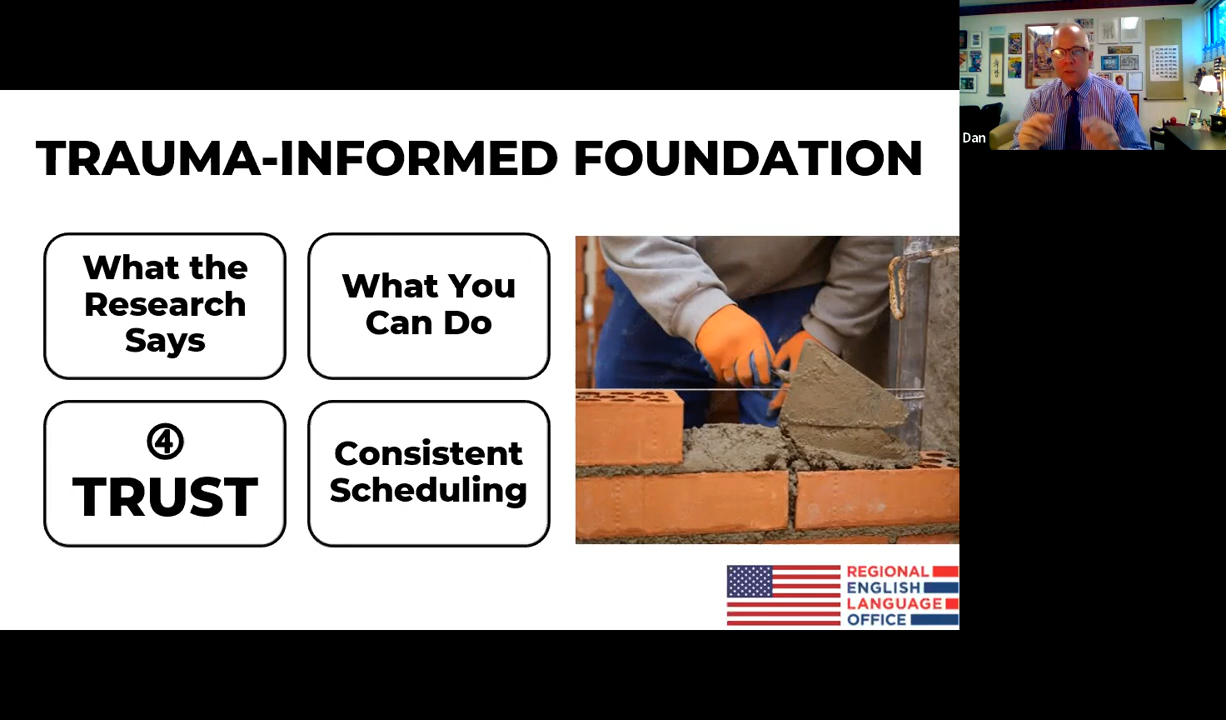 Dan
TRAUMA-INFORMED FOUNDATION
What the
Research
Says
What You
Can Do
④
TRUST
Consistent
Scheduling
REGIONAL
ENGLISH
LANGUAGE
OFFICE